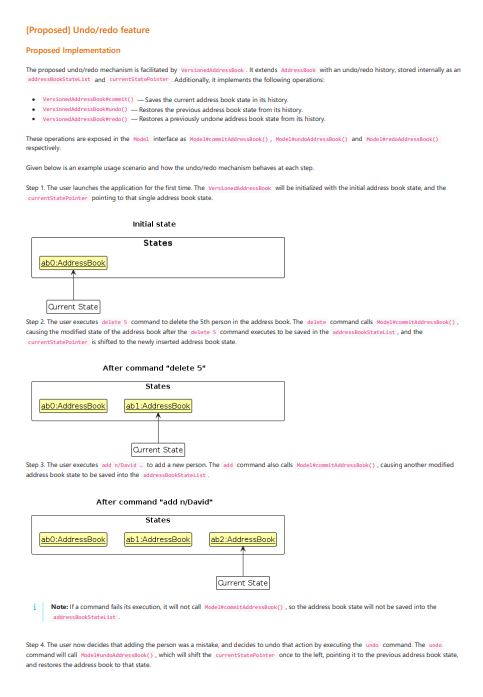 [Proposed] Undo/redo feature
Proposed Implementation
The proposed undo/redo mechanism is facilitated by VersionedAddressBook . It extends AddressBook with an undo/redo history, stored internally as an
addressBookStateList and currentStatePointer . Additionally, it implements the following operations:
• VersionedAddressBook#commit() — Saves the current address book state in its history.
• VersionedAddressBook#undo() — Restores the previous address book state from its history.
• VersionedAddressBook#redo() — Restores a previously undone address book state from its history.
These operations are exposed in the Model interface as Model#commitAddressBook() , Model#undoAddressBook() and Model#redoAddressBook()
respectively.
Given below is an example usage scenario and how the undo/redo mechanism behaves at each step.
Step 1. The user launches the application for the first time. The VersionedAddressBook will be initialized with the initial address book state, and the
currentStatePointer pointing to that single address book state.
Initial state
States
ab0:AddressBook
Current State
Step 2. The user executes delete 5 command to delete the 5th person in the address book. The delete command calls Model#commitAddressBook() ,
causing the modified state of the address book after the delete 5 command executes to be saved in the addressBookStateList , and the
currentStatePointer is shifted to the newly inserted address book state.
After command "delete 5"
States
ab0:AddressBook ab1:AddressBook
Current State
Step 3. The user executes add n/David … to add a new person. The add command also calls Model#commitAddressBook() , causing another modified
address book state to be saved into the addressBookStateList .
After command "add n/David"
States
ab0:AddressBook ab1:AddressBook ab2:AddressBook
Current State
i Note: If a command fails its execution, it will not call Model#commitAddressBook() , so the address book state will not be saved into the
addressBookStateList .
Step 4. The user now decides that adding the person was a mistake, and decides to undo that action by executing the undo command. The undo
command will call Model#undoAddressBook() , which will shift the currentStatePointer once to the left, pointing it to the previous address book state,
and restores the address book to that state.